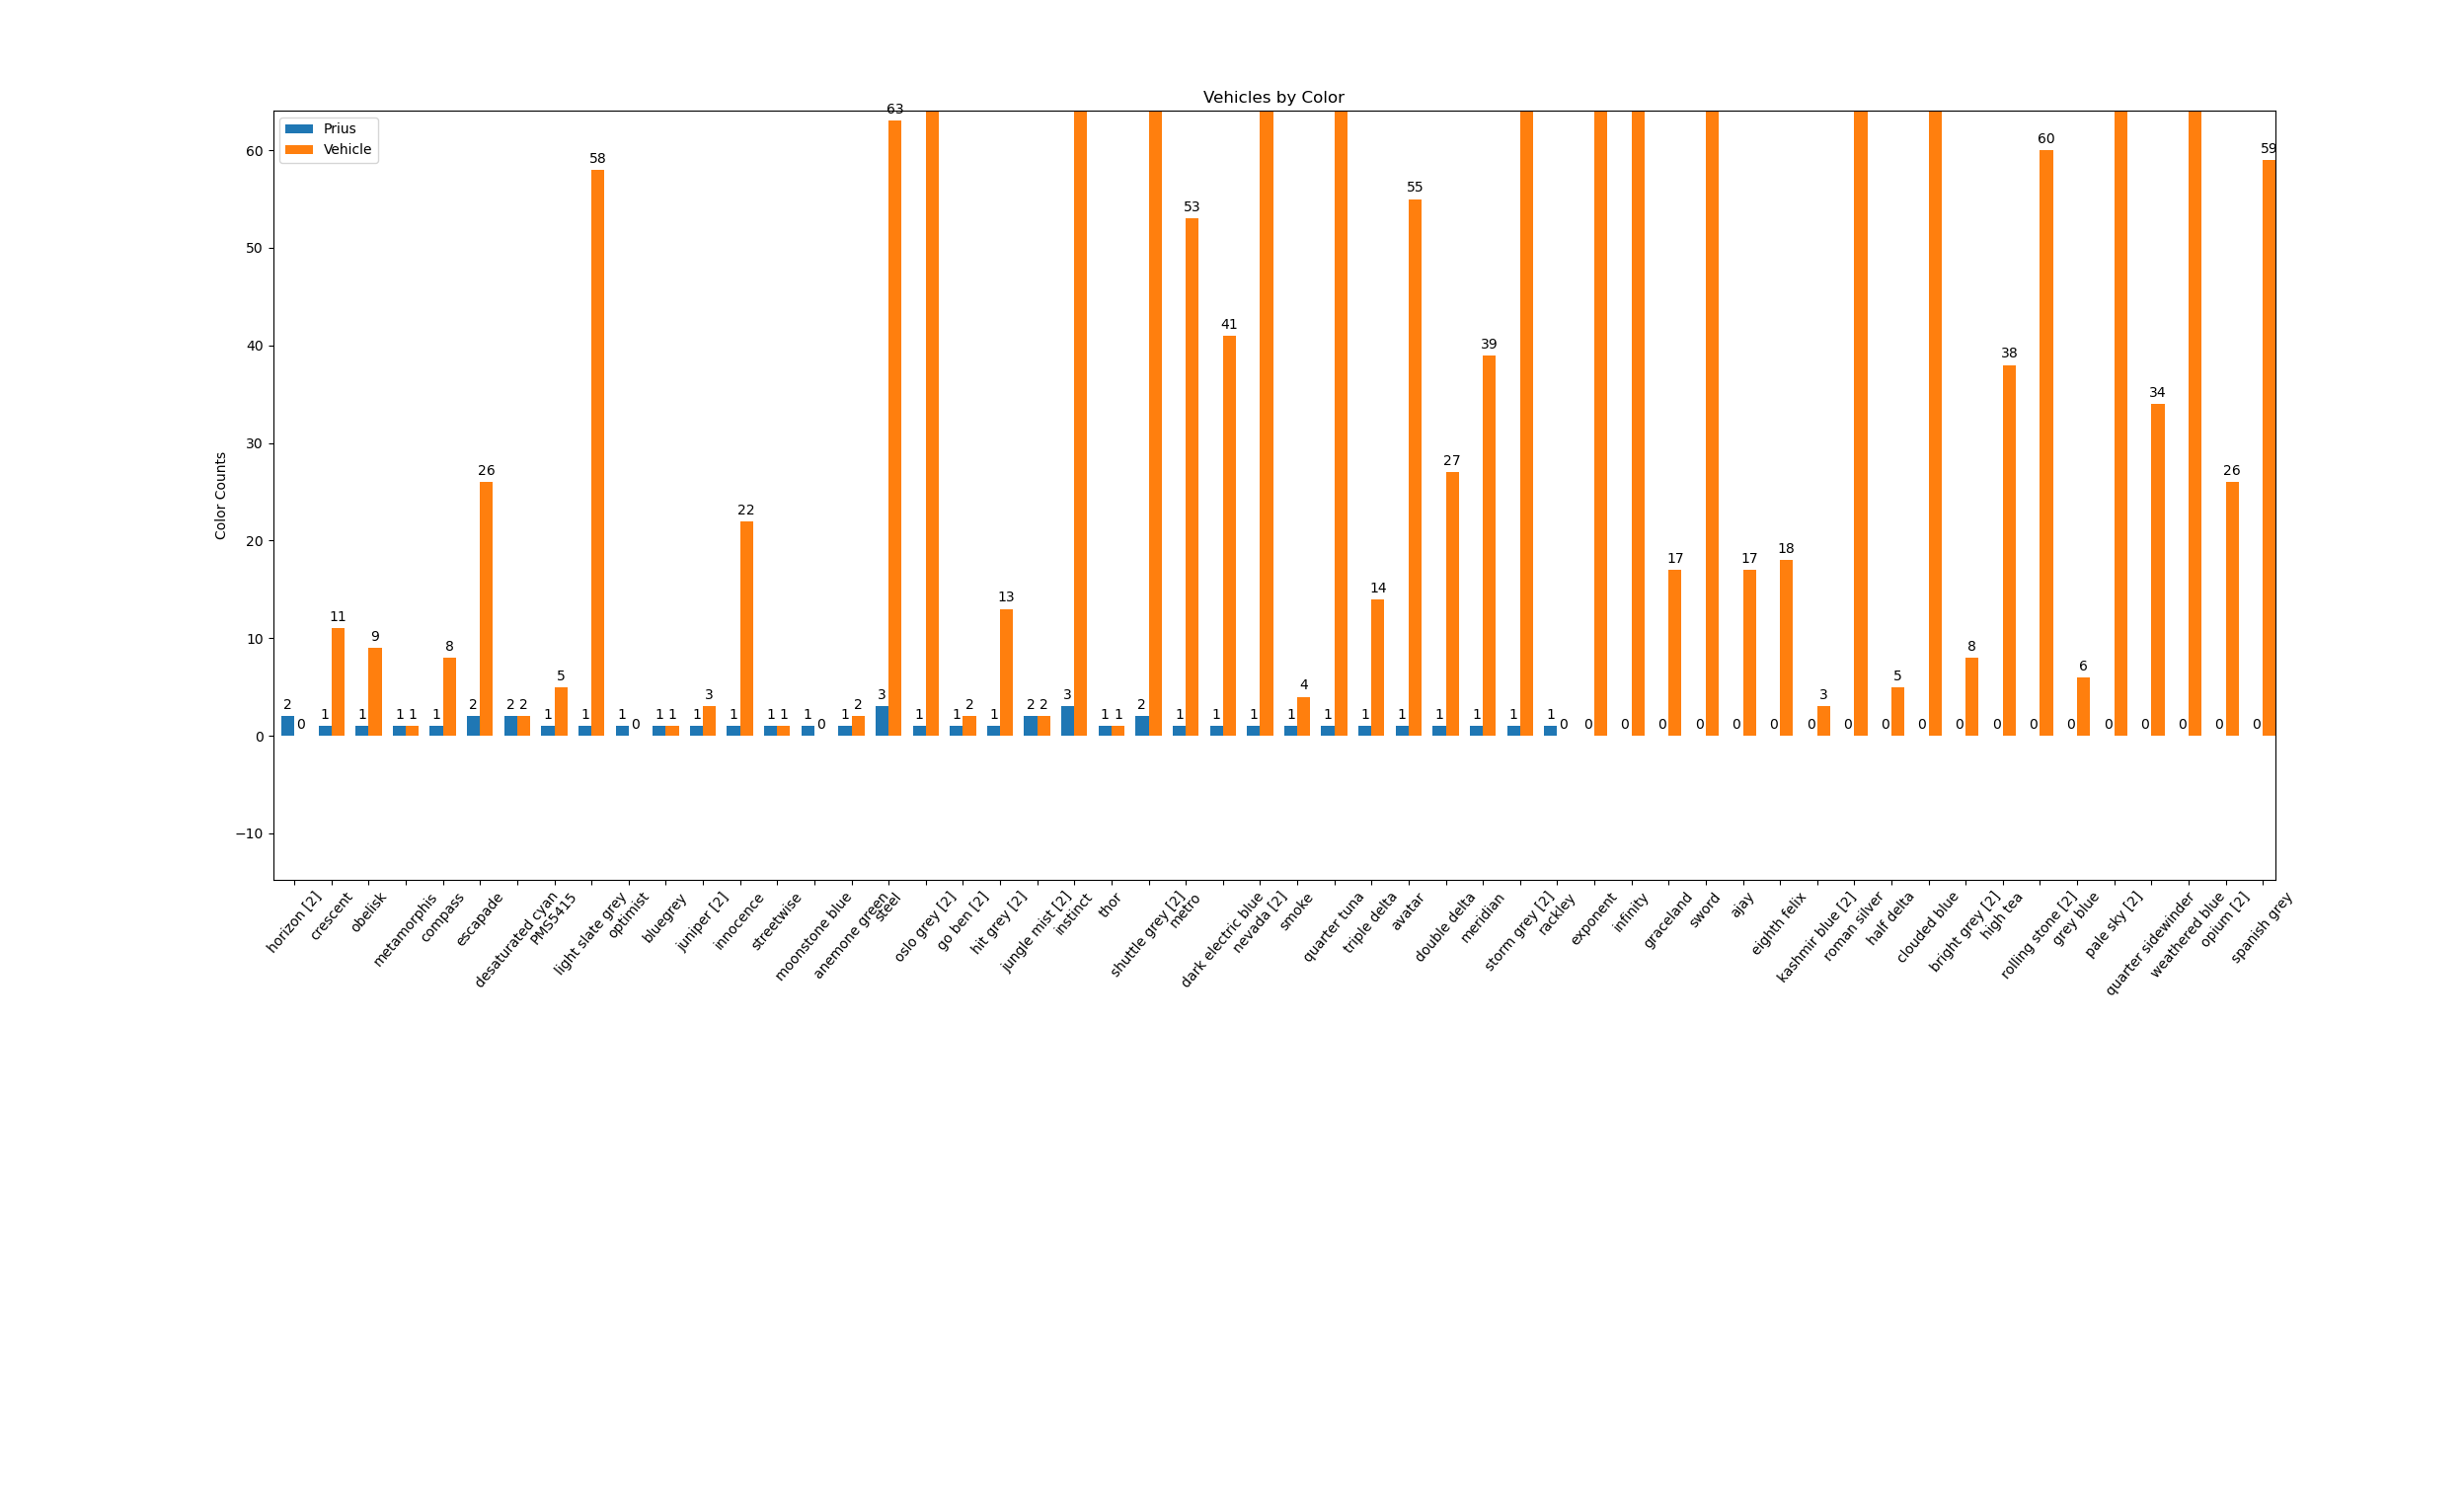 Vehicles by Color
Prius
Vehicle
Color Counts
60
50
40
30
20
10
0
−10
2 0
1 11
1 9
1 1
1 8
2 26
2 2
1 5
1 58
1 0
1 1
1 3
1 22
1 1
1 0
1 2
3 63
1
1 2
1 13
2 2
3
1 1
2
1 53
1 41
1
1 4
1
1 14
1 55
1 27
1 39
1
1 0
0
0
0 17
0
0 17
0 18
0 3
0
0 5
0
0 8
0 38
0 60
0 6
0
0 34
0
0 26
0 59
horizon [2]
crescent
obelisk
metamorphis
compass
escapade
desaturated cyan
PMS5415
light slate grey
optimist
bluegrey
juniper [2]
innocence
streetwise
moonstone blue
anemone green
steel
oslo grey [2]
go ben [2]
hit grey [2]
jungle mist [2]
instinct
thor
shuttle grey [2]
metro
dark electric blue
nevada [2]
smoke
quarter tuna
triple delta
avatar
double delta
meridian
storm grey [2]
rackley
exponent
infinity
graceland
sword
ajay
eighth felix
kashmir blue [2]
roman silver
half delta
clouded blue
bright grey [2]
high tea
rolling stone [2]
grey blue
pale sky [2]
quarter sidewinder
weathered blue
opium [2]
spanish grey